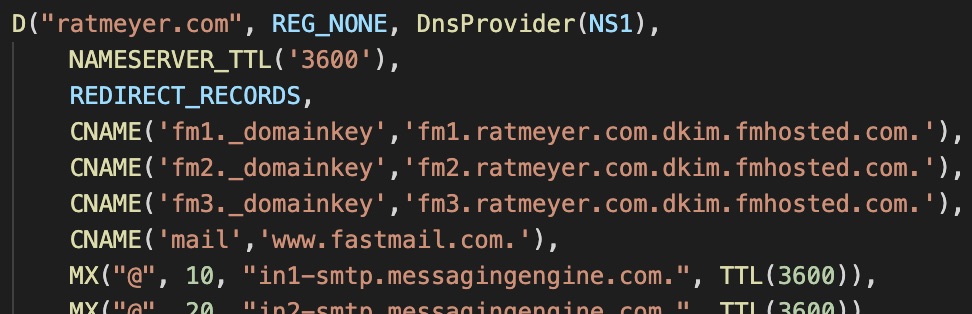 D("ratmeyer.com", REG_NONE, DnsProvider(NS1),
NAMESERVER_TTL('3600'),
REDIRECT_RECORDS,
CNAME('fm1._domainkey','fm1.ratmeyer.com.dkim.fmhosted.com.'),
CNAME('fm2._domainkey','fm2.ratmeyer.com.dkim.fmhosted.com.'),
CNAME('fm3._domainkey','fm3.ratmeyer.com.dkim.fmhosted.com.'),
CNAME('mail','www.fastmail.com.'),
MX("@", 10, "in1-smtp.messagingengine.com.", TTL(3600)),
MX("@", 20, "in2-smtp.messagingengine.com.", TTL(3600)),